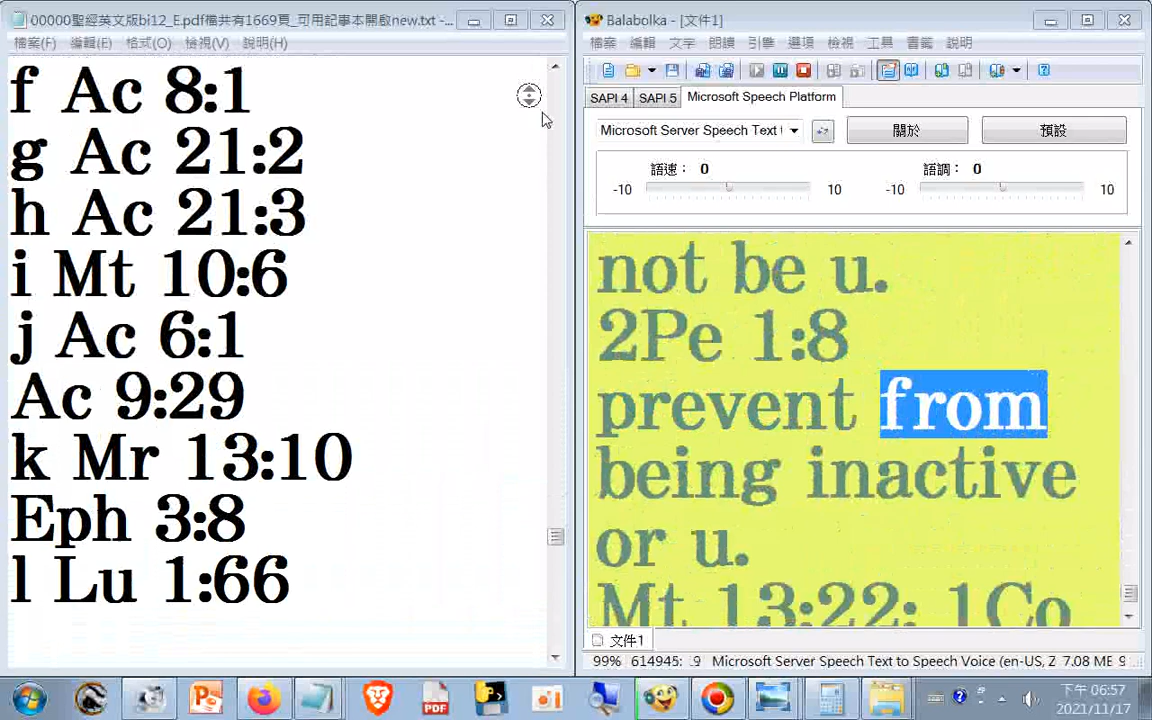 00000聖經英文版bi12_E.pdf檔共有1669頁_可用記事本開啟new.txt -...
檔案(F) 編輯(E) 格式(O) 檢視(V) 說明(H)
f Ac 8:1
g Ac 21:2
h Ac 21:3
i Mt 10:6
j Ac 6:1
Ac 9:29
k Mr 13:10
Eph 3:8
l Lu 1:66
Balabolka - [文件1]
檔案 編輯 文字 朗讀 引擎 選項 檢視 工具 書籤 說明
SAPI 4 SAPI 5 Microsoft Speech Platform
Microsoft Server Speech Text 關於 預設
語速： 0 語調： 0
-10 10 -10 10
not be u.
2Pe 1:8
prevent from
being inactive
or u.
Mt 13:22; 1Co
文件1
99% 614945: .9 Microsoft Server Speech Text to Speech Voice (en-US, Z 7.08 ME 9
PDF
下午 06:57
2021/11/17